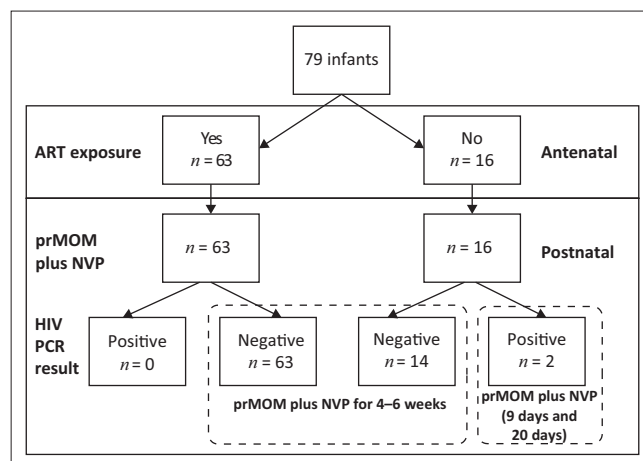 79 infants
ART exposure
Yes
n = 63
No
n = 16
Antenatal
prMOM
plus NVP
n = 63
n = 16
Postnatal
HIV
PCR
result
Positive
n = 0
Negative
n = 63
Negative
n = 14
Positive
n = 2
prMOM plus NVP for 4–6 weeks
prMOM plus NVP
(9 days and
20 days)